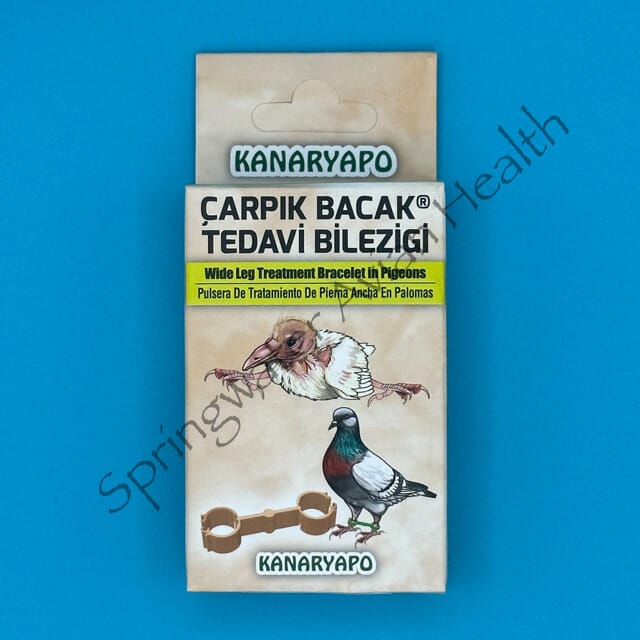 KANARYAPO
ÇARPIK BACAK®
TEDAVİ BİLEZİGİ
Wide Leg Treatment Bracelet In Pigeons
Pulsera De Tratamiento De Pierna Ancha En Palomas
KANARYAPO
Springwater Avian Health